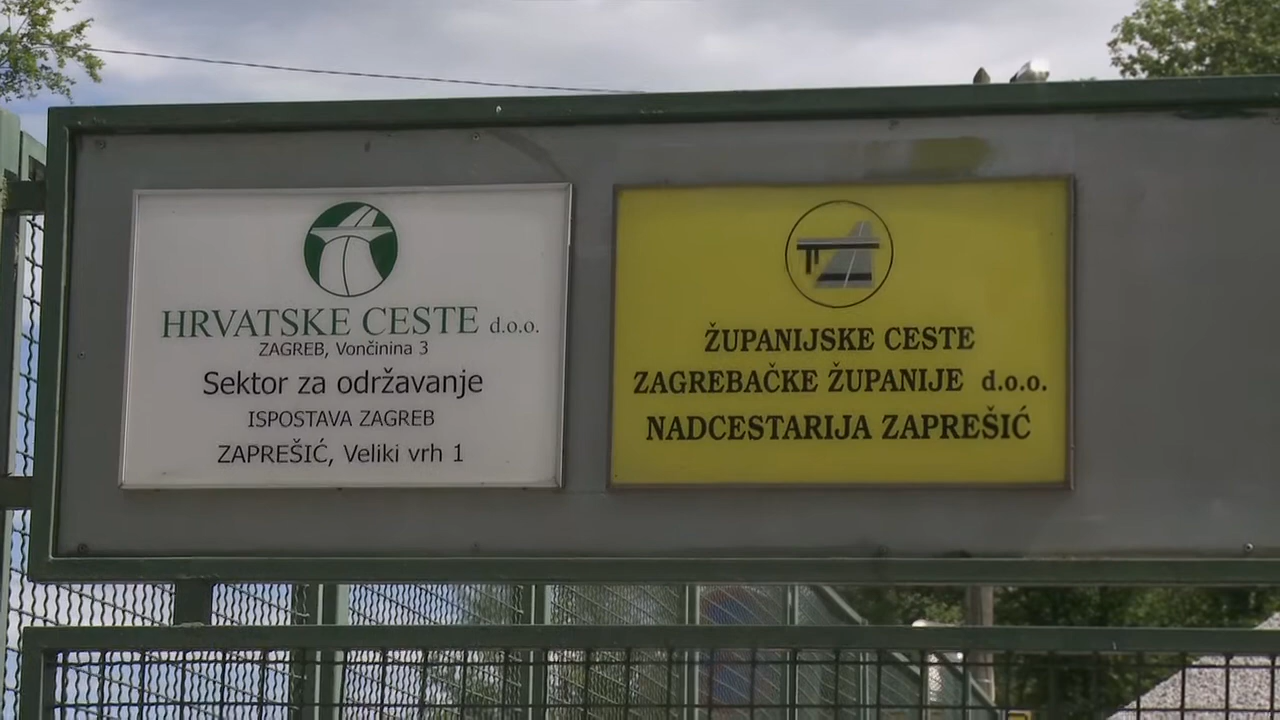 HRVATSKE CESTE d.o.o.
ZAGREB, Vončinina 3
Sektor za održavanje
ISPOSTAVA ZAGREB
ZAPREŠIĆ, Veliki vrh 1
ŽUPANIJSKE CESTE
ZAGREBAČKE ŽUPANIJE d.o.o.
NADCESTARIJA ZAPREŠIĆ